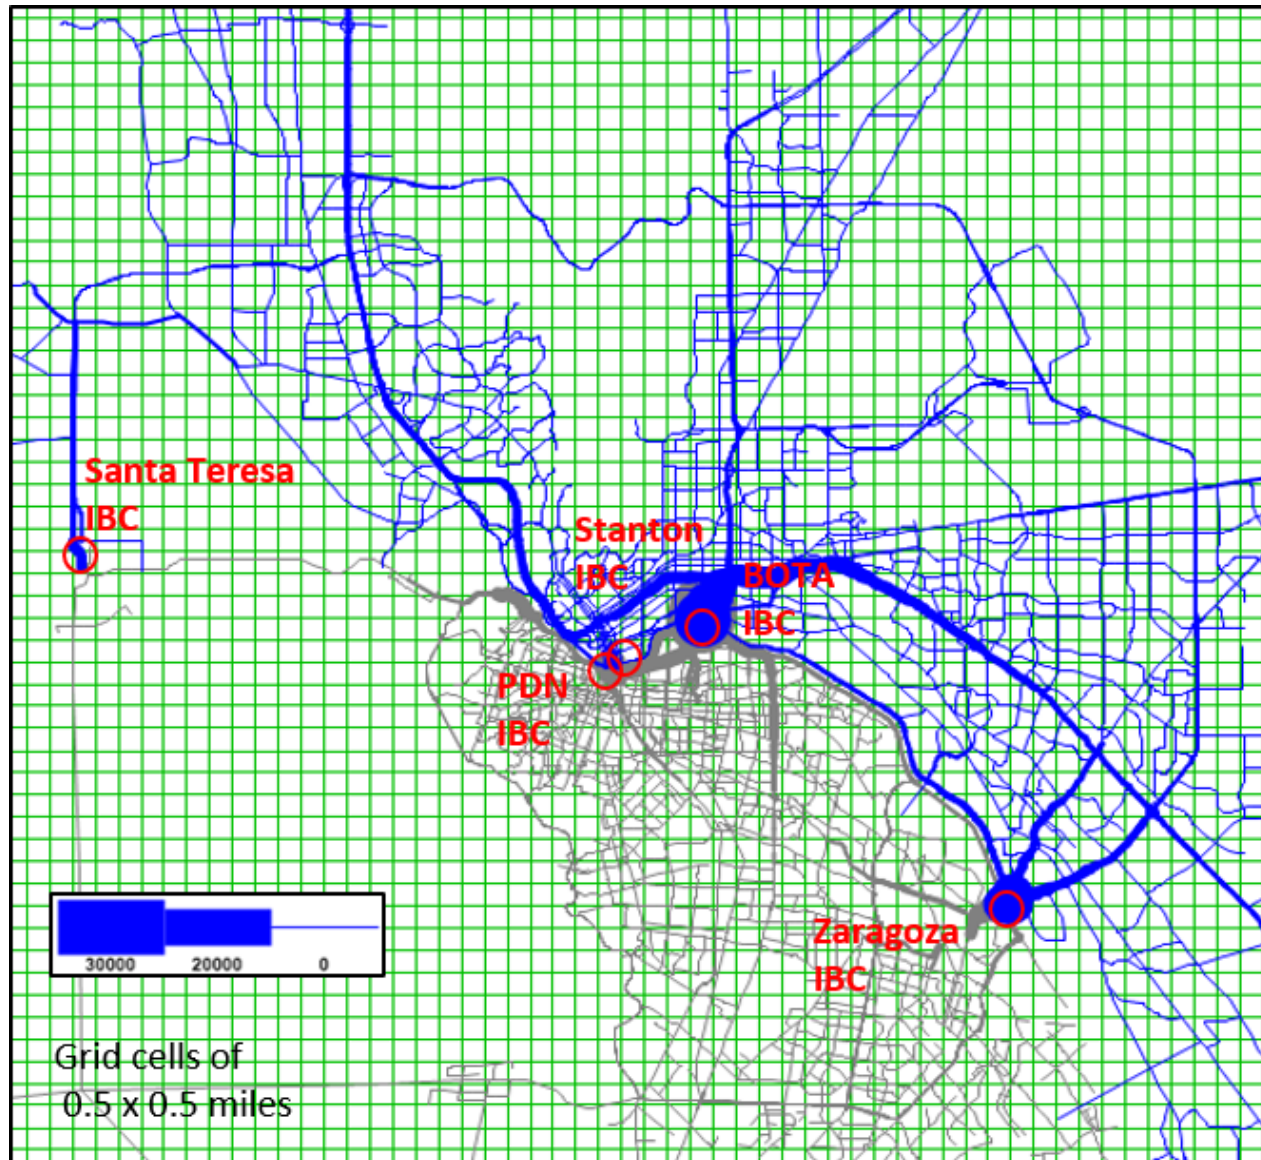 Santa Teresa
IBC
Stanton
IBC
BOTA
IBC
PDN
IBC
Zaragoza
IBC
30000 20000 0
Grid cells of
0.5 x 0.5 miles